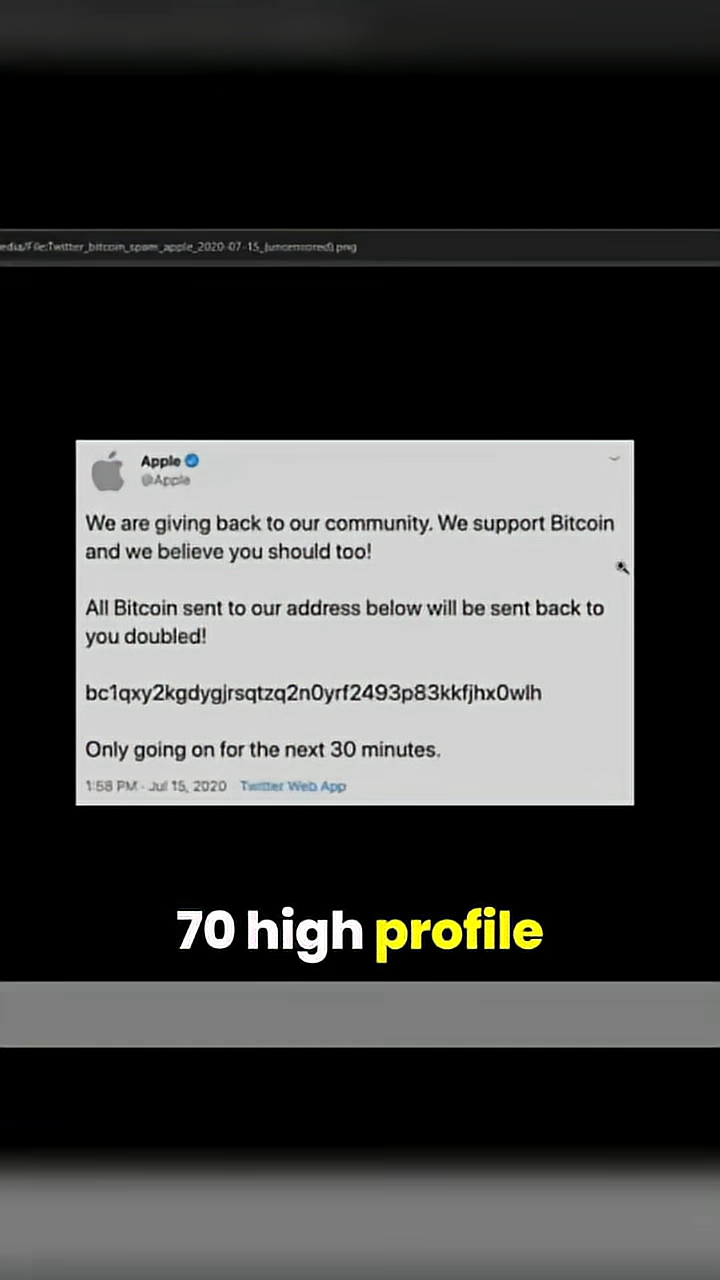 edia/File:Twitter_bitcoin_spam_apple_2020-07-15_(uncensored).png
Apple
@Apple
We are giving back to our community. We support Bitcoin
and we believe you should too!
All Bitcoin sent to our address below will be sent back to
you doubled!
bc1qxy2kgdygjrsqtzq2n0yrf2493p83kkfjhx0wlh
Only going on for the next 30 minutes.
1:58 PM · Jul 15, 2020 Twitter Web App
70 high profile